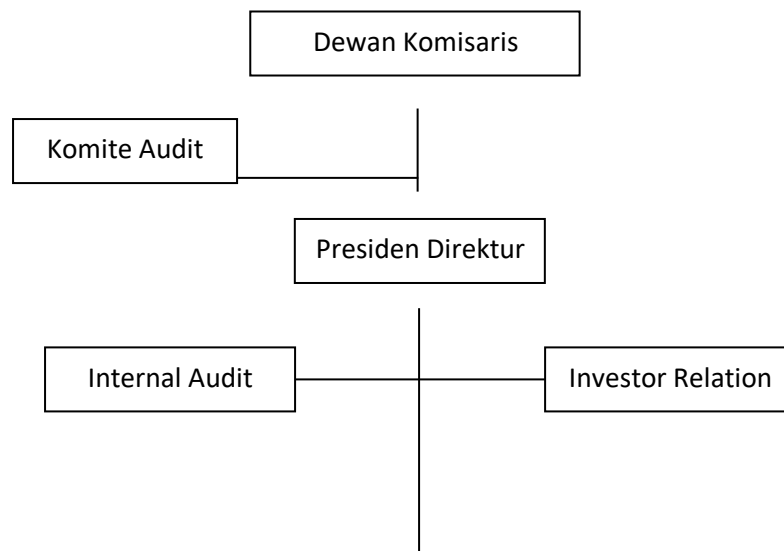 Dewan Komisaris
Komite Audit
Presiden Direktur
Internal Audit
Investor Relation